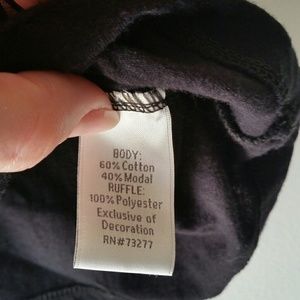 BODY:
60% Cotton
40% Modal
RUFFLE:
100% Polyester
Exclusive of
Decoration
RN#73277